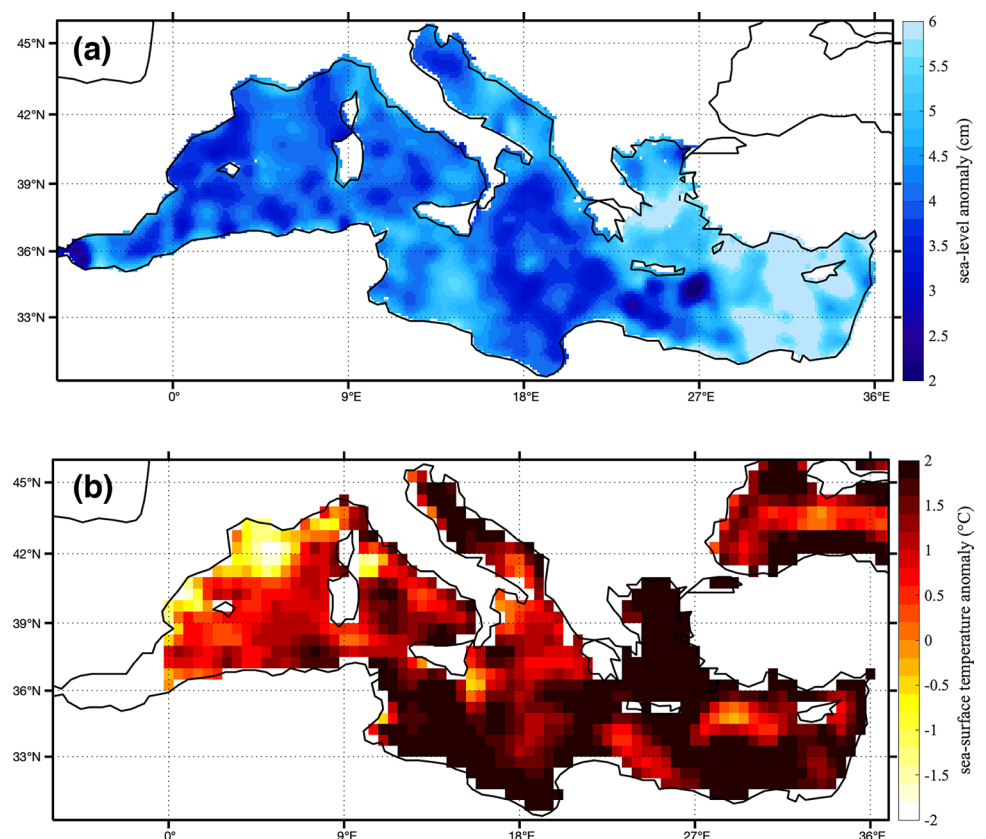 (a)
45°N
42°N
39°N
36°N
33°N
0°
9°E
18°E
27°E
36°E
6
5.5
5
4.5
4
3.5
3
2.5
2
sea-level anomaly (cm)
(b)
45°N
42°N
39°N
36°N
33°N
0°
9°E
18°E
27°E
36°E
2
1.5
1
0.5
0
-0.5
-1
-1.5
-2
sea-surface temperature anomaly (°C)